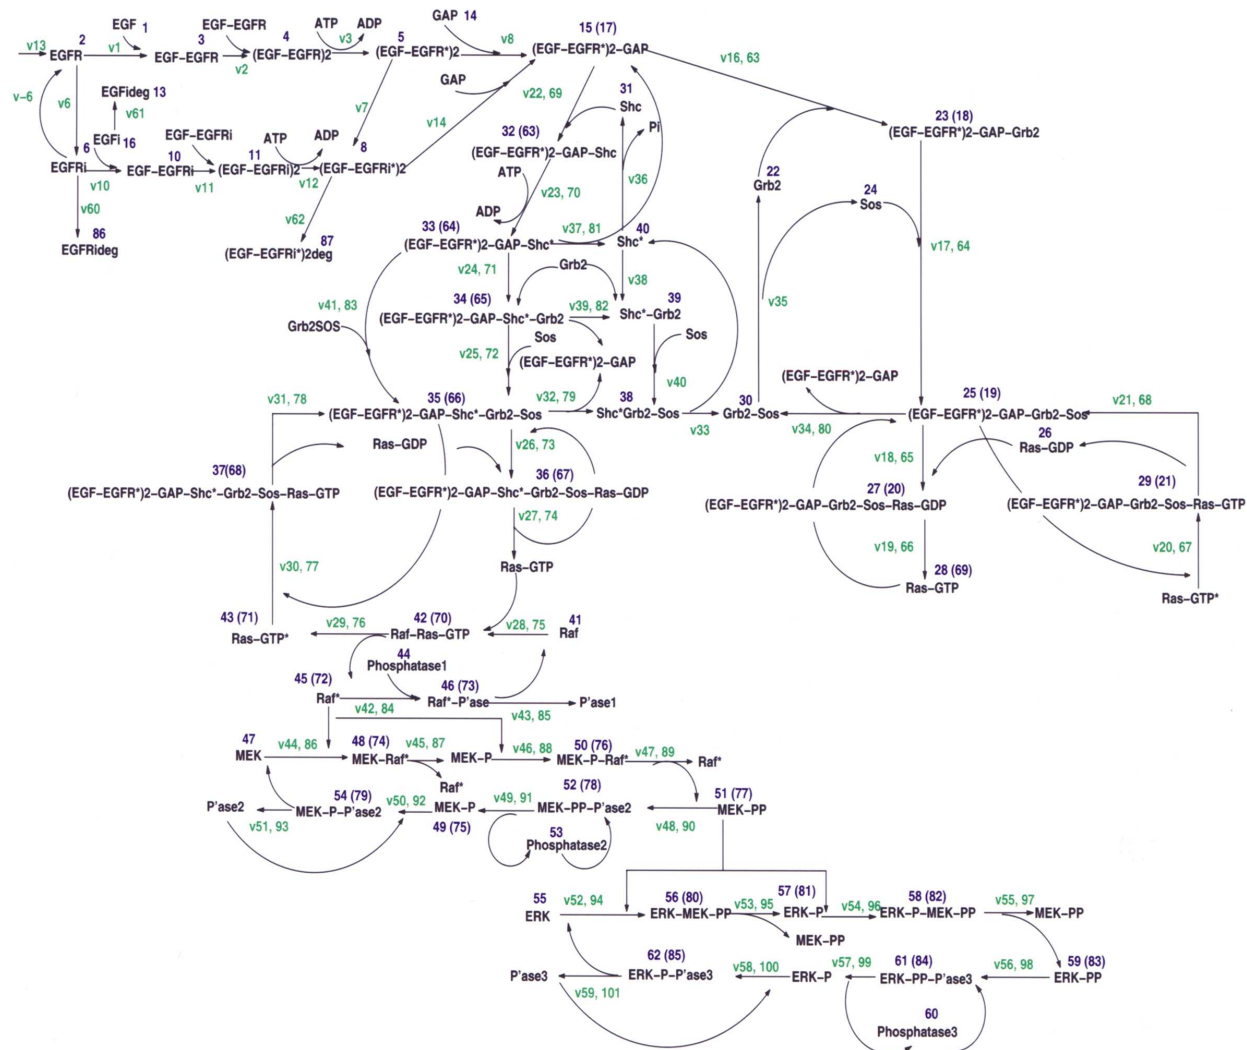 EGF 1 EGF–EGFR ATP ADP GAP 14
v13 2 3 4 v3 5 v8 15 (17)
EGFR v1 EGF–EGFR v2 (EGF–EGFR)2 (EGF–EGFR*)2 (EGF–EGFR*)2–GAP
v16, 63
GAP
v–6 v6 EGFideg 13 v61 v7 v14 v22, 69 31
Shc
EGFi 16 EGF–EGFRi ATP ADP Pi
6 10 11 8 32 (63) 23 (18)
EGFRi v10 EGF–EGFRi v11 (EGF–EGFRi)2 v12 (EGF–EGFRi*)2 (EGF–EGFR*)2–GAP–Shc (EGF–EGFR*)2–GAP–Grb2
ATP v36 22
v60 v62 ADP v23, 70 Grb2 24
Sos
86 87 33 (64) v37, 81 40
EGFRideg (EGF–EGFRi*)2deg (EGF–EGFR*)2–GAP–Shc* Shc* v17, 64
v24, 71 Grb2 v38
v41, 83 34 (65) v39, 82 39 v35
Grb2SOS (EGF–EGFR*)2–GAP–Shc*–Grb2 Shc*–Grb2
Sos Sos
v25, 72 (EGF–EGFR*)2–GAP v40 (EGF–EGFR*)2–GAP
v31, 78 35 (66) v32, 79 38 30 25 (19) v21, 68
(EGF–EGFR*)2–GAP–Shc*–Grb2–Sos Shc*Grb2–Sos v33 Grb2–Sos v34, 80 (EGF–EGFR*)2–GAP–Grb2–Sos
26
Ras–GDP v26, 73 v18, 65 Ras–GDP
37(68) 36 (67) 27 (20) 29 (21)
(EGF–EGFR*)2–GAP–Shc*–Grb2–Sos–Ras–GTP (EGF–EGFR*)2–GAP–Shc*–Grb2–Sos–Ras–GDP (EGF–EGFR*)2–GAP–Grb2–Sos–Ras–GDP (EGF–EGFR*)2–GAP–Grb2–Sos–Ras–GTP
v27, 74 v19, 66 v20, 67
v30, 77 Ras–GTP 28 (69)
Ras–GTP Ras–GTP*
43 (71) v29, 76 42 (70) v28, 75 41
Ras–GTP* Raf–Ras–GTP Raf
44
Phosphatase1
45 (72) 46 (73)
Raf* Raf*–P'ase P'ase1
v42, 84 v43, 85
47 v44, 86 48 (74) v45, 87 v46, 88 50 (76) v47, 89
MEK MEK–Raf* MEK–P MEK–P–Raf* Raf*
Raf*
P'ase2 54 (79) v50, 92 MEK–P v49, 91 52 (78) 51 (77)
MEK–P–P'ase2 49 (75) MEK–PP–P'ase2 v48, 90 MEK–PP
v51, 93 53
Phosphatase2
55 v52, 94 56 (80) v53, 95 57 (81) v54, 96 58 (82) v55, 97
ERK ERK–MEK–PP ERK–P ERK–P–MEK–PP MEK–PP
MEK–PP
62 (85) v58, 100 v57, 99 61 (84) v56, 98 59 (83)
P'ase3 ERK–P–P'ase3 ERK–P ERK–PP–P'ase3 ERK–PP
v59, 101
60
Phosphatase3